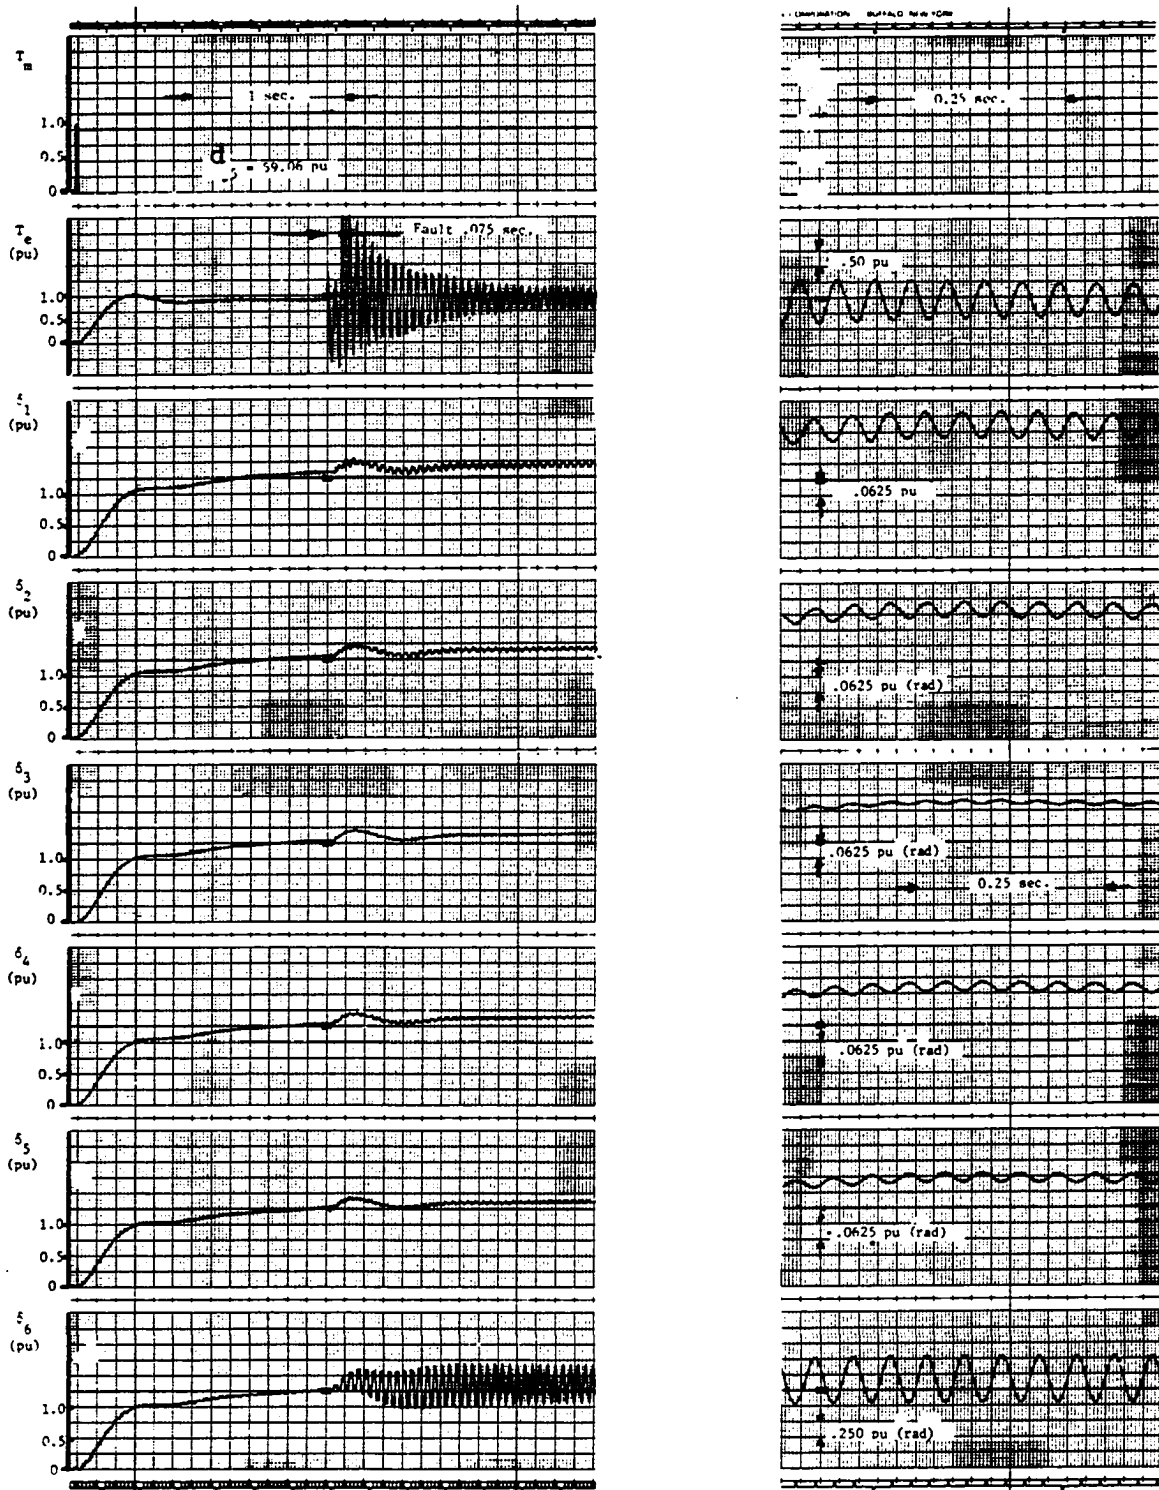 CORPORATION BUFFALO NEW YORK
T
m
1 sec.
0.25 sec.
1.0
0.5
0
d
= 59.06 pu
T
e
(pu)
Fault .075 sec.
.50 pu
1.0
0.5
0
δ1
(pu)
1.0
0.5
0
.0625 pu
δ2
(pu)
1.0
0.5
0
.0625 pu (rad)
δ3
(pu)
1.0
0.5
0
.0625 pu (rad)
0.25 sec.
δ4
(pu)
1.0
0.5
0
.0625 pu (rad)
δ5
(pu)
1.0
0.5
0
.0625 pu (rad)
δ6
(pu)
1.0
0.5
0
.250 pu (rad)